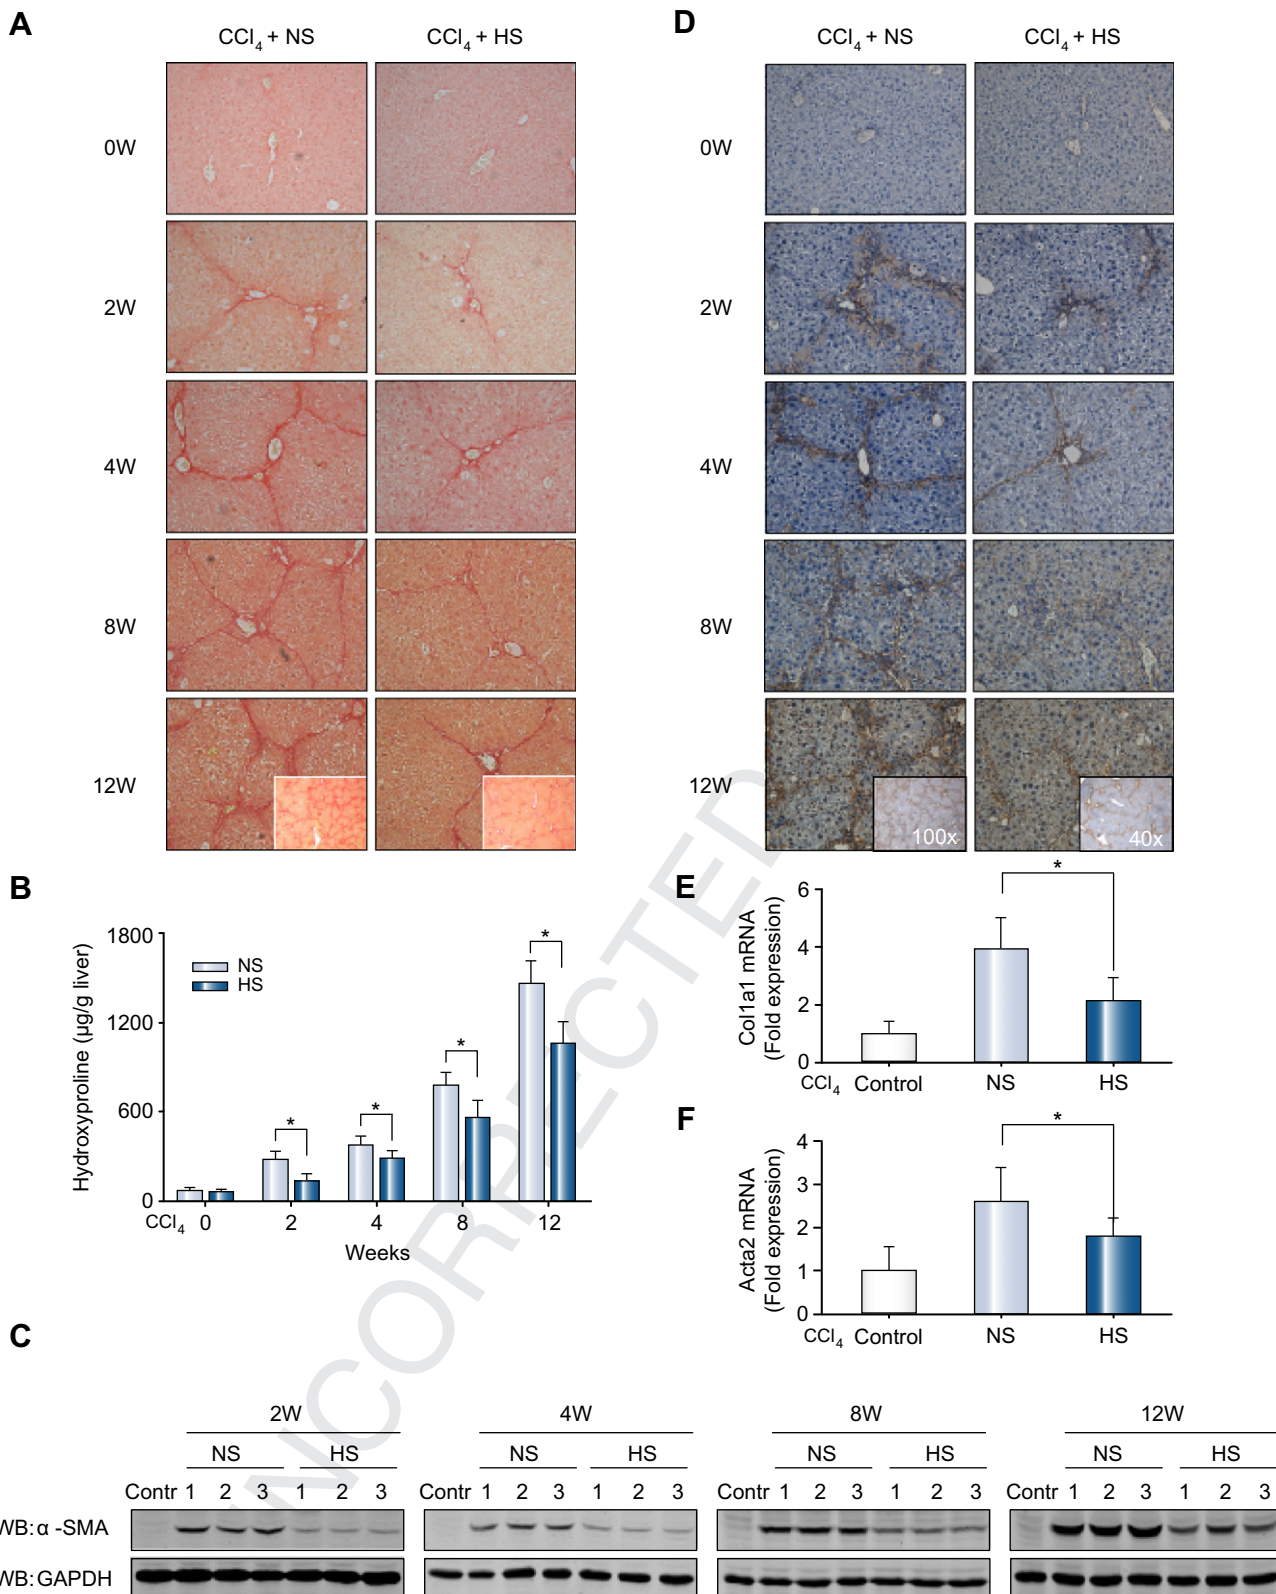 A
CCl4 + NS
CCl4 + HS
0W
2W
4W
8W
12W
D
CCl4 + NS
CCl4 + HS
0W
2W
4W
8W
12W
100x
40x
B
Hydroxyproline (µg/g liver)
1800
1200
600
0
NS
HS
*
*
*
*
CCl4
0
2
4
8
12
Weeks
E
Col1a1 mRNA
(Fold expression)
6
4
2
0
*
CCl4
Control
NS
HS
F
Acta2 mRNA
(Fold expression)
4
3
2
1
0
*
CCl4
Control
NS
HS
C
2W
4W
8W
12W
NS
HS
NS
HS
NS
HS
NS
HS
Contr 1 2 3 1 2 3
Contr 1 2 3 1 2 3
Contr 1 2 3 1 2 3
Contr 1 2 3 1 2 3
WB: α -SMA
WB: GAPDH
INCORRECTED